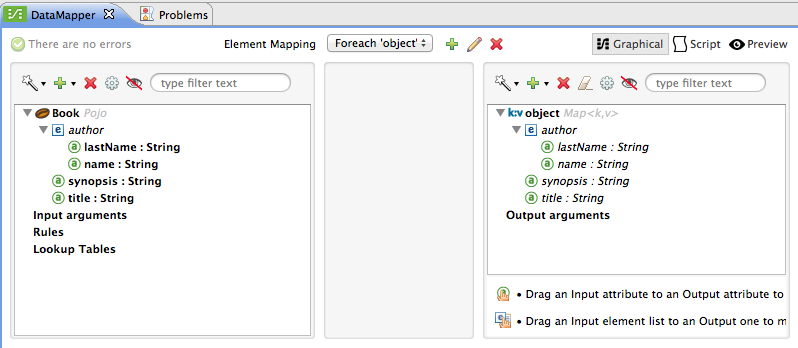 DataMapper Problems
There are no errors Element Mapping Foreach 'object' Graphical Script Preview
type filter text type filter text
Book Pojo
author
lastName : String
name : String
synopsis : String
title : String
Input arguments
Rules
Lookup Tables
k:v object Map<k,v>
author
lastName : String
name : String
synopsis : String
title : String
Output arguments
• Drag an Input attribute to an Output attribute to
• Drag an Input element list to an Output one to m